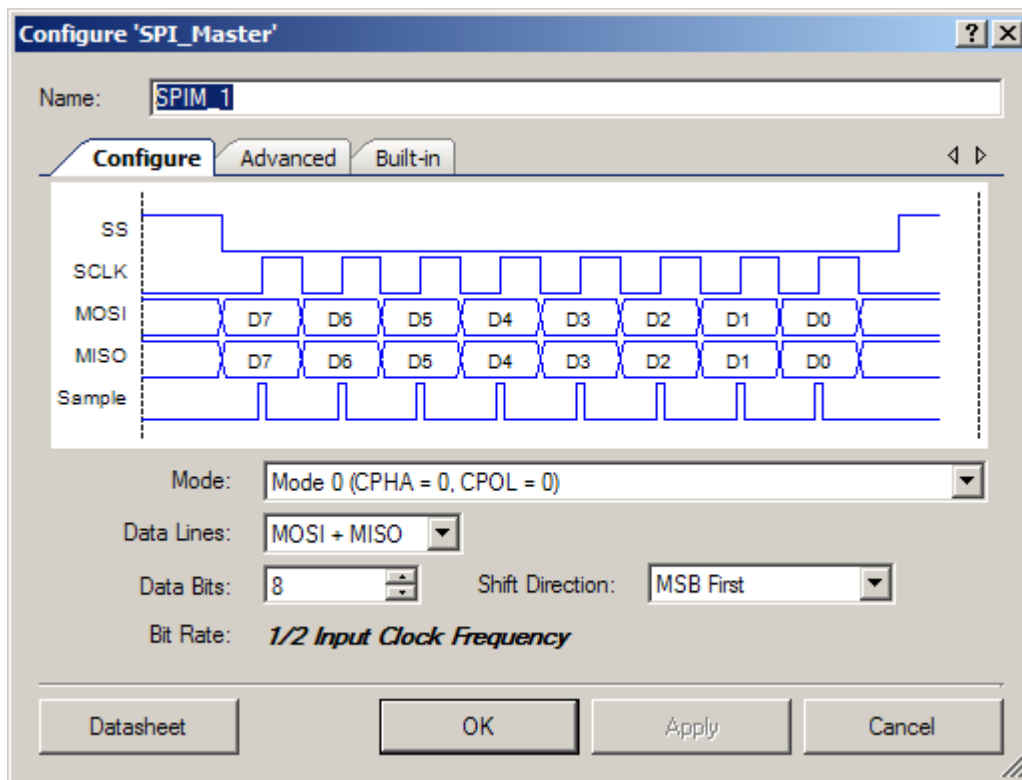 Configure 'SPI_Master'
Name: SPIM_1
Configure Advanced Built-in
SS
SCLK
MOSI D7 D6 D5 D4 D3 D2 D1 D0
MISO D7 D6 D5 D4 D3 D2 D1 D0
Sample
Mode: Mode 0 (CPHA = 0, CPOL = 0)
Data Lines: MOSI + MISO
Data Bits: 8 Shift Direction: MSB First
Bit Rate: 1/2 Input Clock Frequency
Datasheet OK Apply Cancel